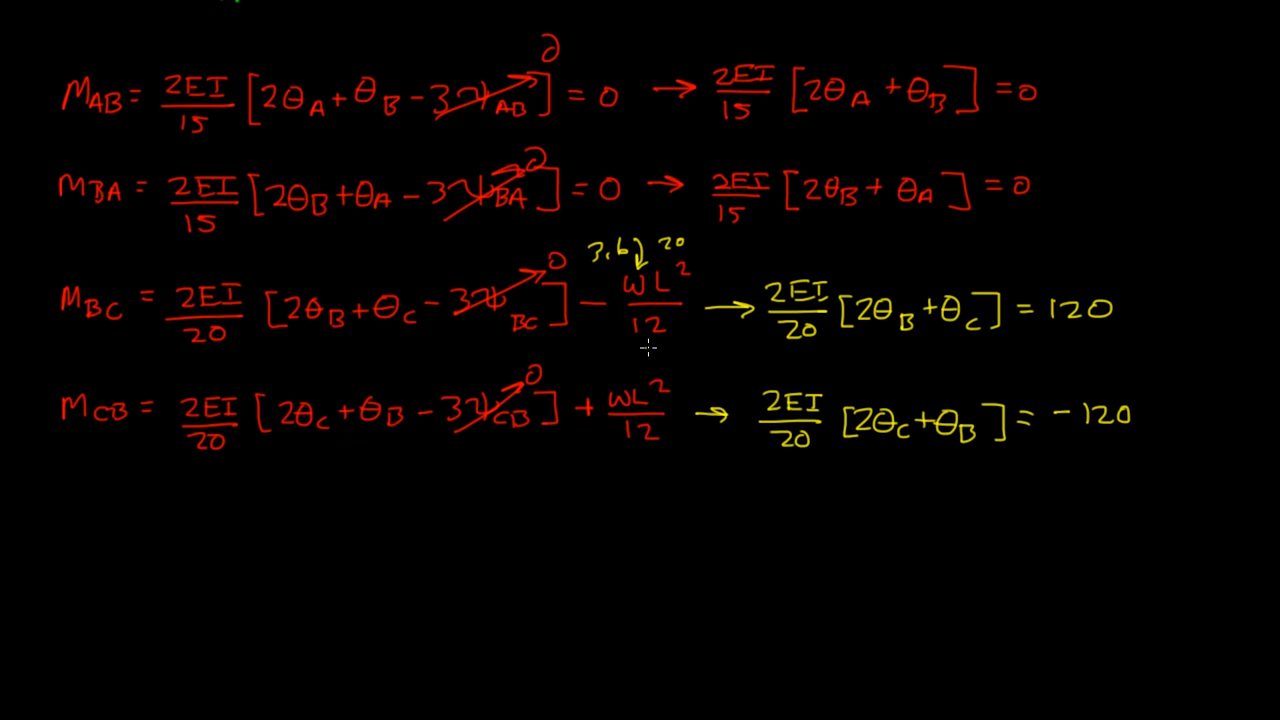 M_AB = 2EI/15 [2θ_A + θ_B - 3ψ_AB] = 0 → 2EI/15 [2θ_A + θ_B] = 0
M_BA = 2EI/15 [2θ_B + θ_A - 3ψ_BA] = 0 → 2EI/15 [2θ_B + θ_A] = 0
3.6 20
M_BC = 2EI/20 [2θ_B + θ_C - 3ψ_BC] - WL²/12 → 2EI/20 [2θ_B + θ_C] = 120
M_CB = 2EI/20 [2θ_C + θ_B - 3ψ_CB] + WL²/12 → 2EI/20 [2θ_C + θ_B] = -120